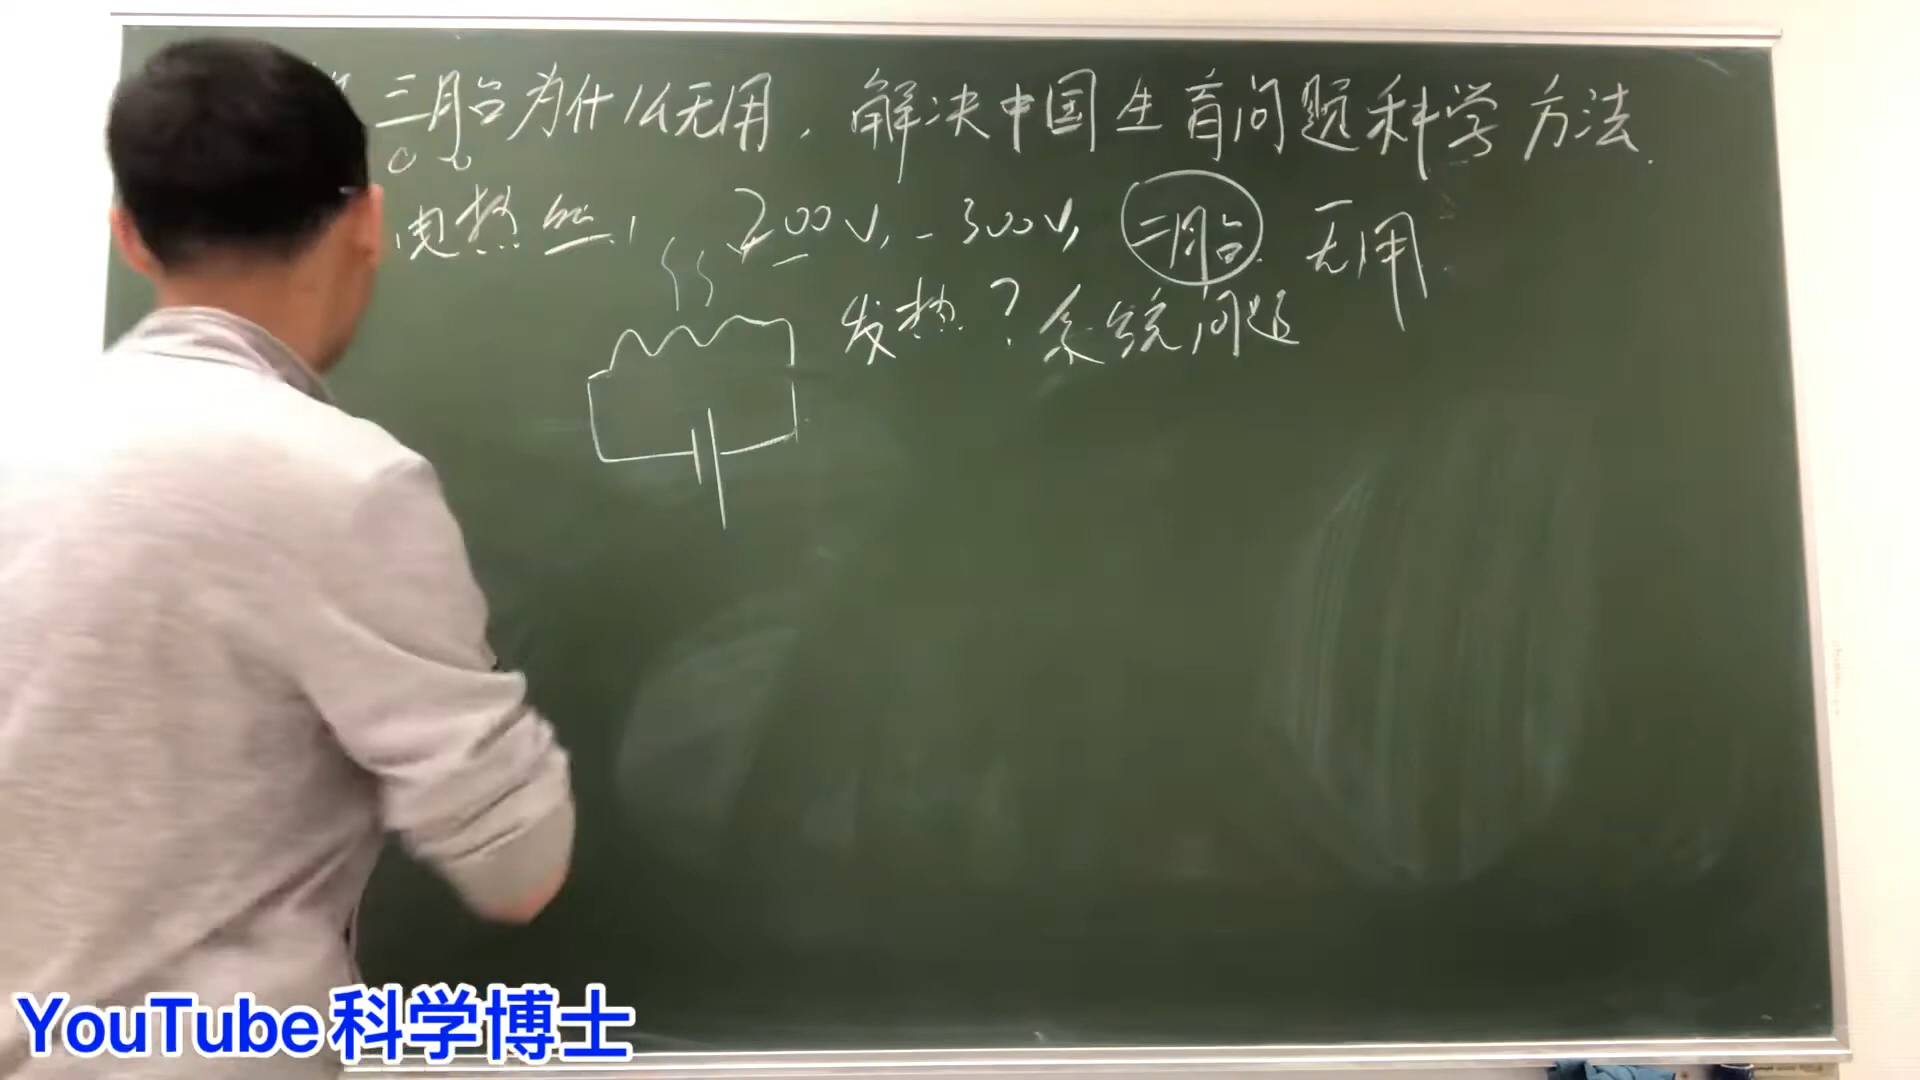 三胎为什么无用，解决中国生育问题科学方法.
电热丝， 200V，- 300V， 三胎 无用.
发热？系统问题
YouTube科学博士